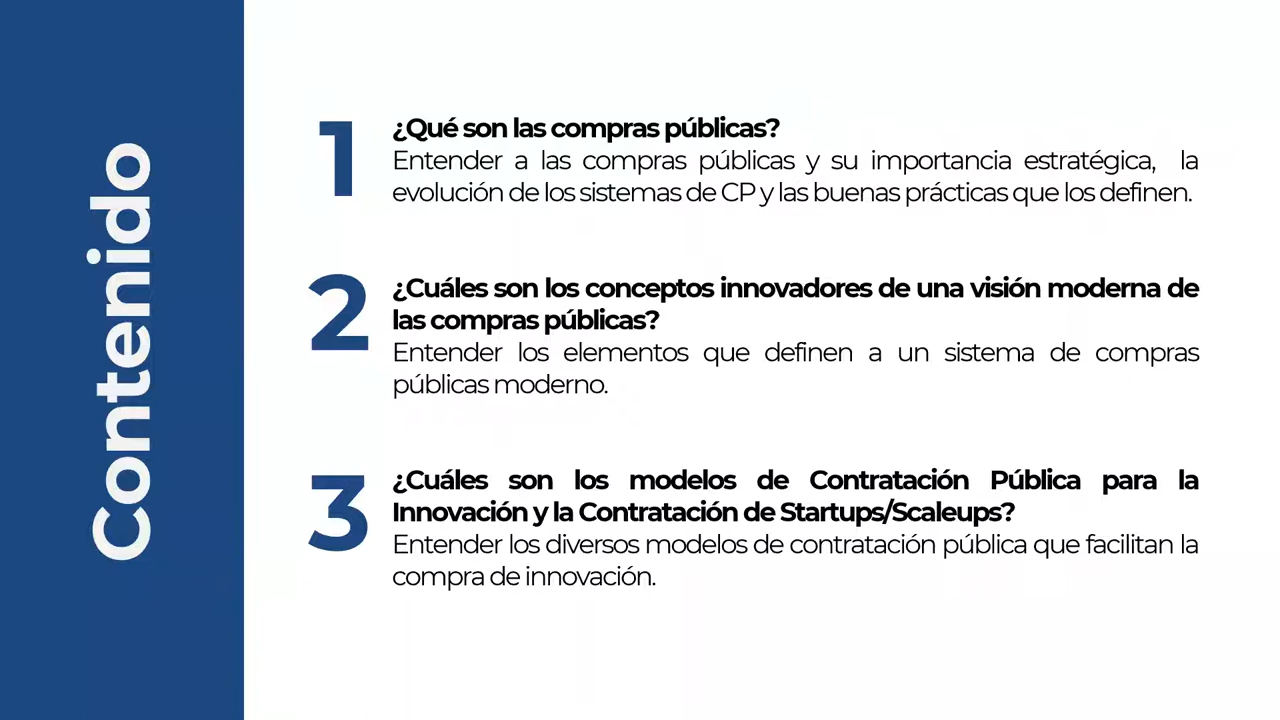 Contenido
1
¿Qué son las compras públicas?
Entender a las compras públicas y su importancia estratégica, la
evolución de los sistemas de CP y las buenas prácticas que los definen.
2
¿Cuáles son los conceptos innovadores de una visión moderna de
las compras públicas?
Entender los elementos que definen a un sistema de compras
públicas moderno.
3
¿Cuáles son los modelos de Contratación Pública para la
Innovación y la Contratación de Startups/Scaleups?
Entender los diversos modelos de contratación pública que facilitan la
compra de innovación.